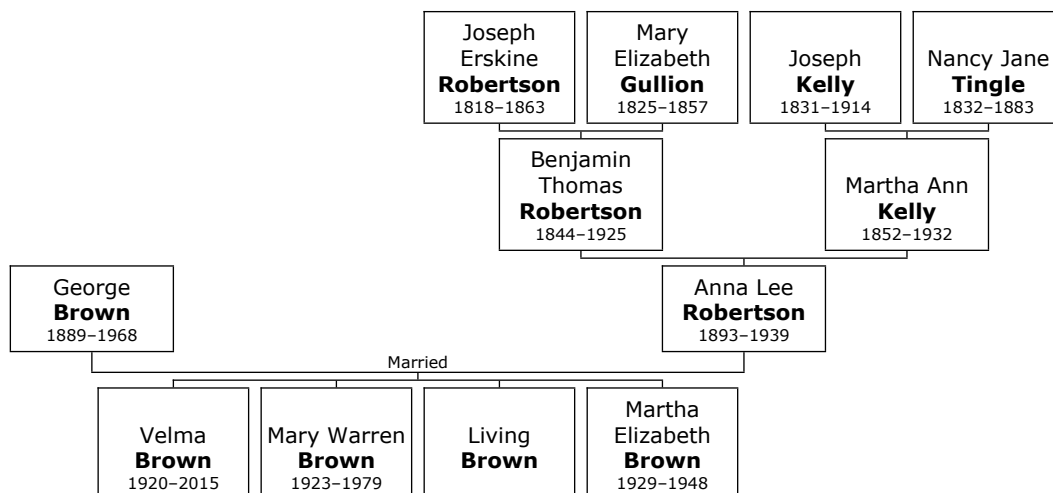 Joseph
Erskine
Robertson
1818–1863
Mary
Elizabeth
Gullion
1825–1857
Joseph
Kelly
1831–1914
Nancy Jane
Tingle
1832–1883
Benjamin
Thomas
Robertson
1844–1925
Martha Ann
Kelly
1852–1932
George
Brown
1889–1968
Anna Lee
Robertson
1893–1939
Married
Velma
Brown
1920–2015
Mary Warren
Brown
1923–1979
Living
Brown
Martha
Elizabeth
Brown
1929–1948